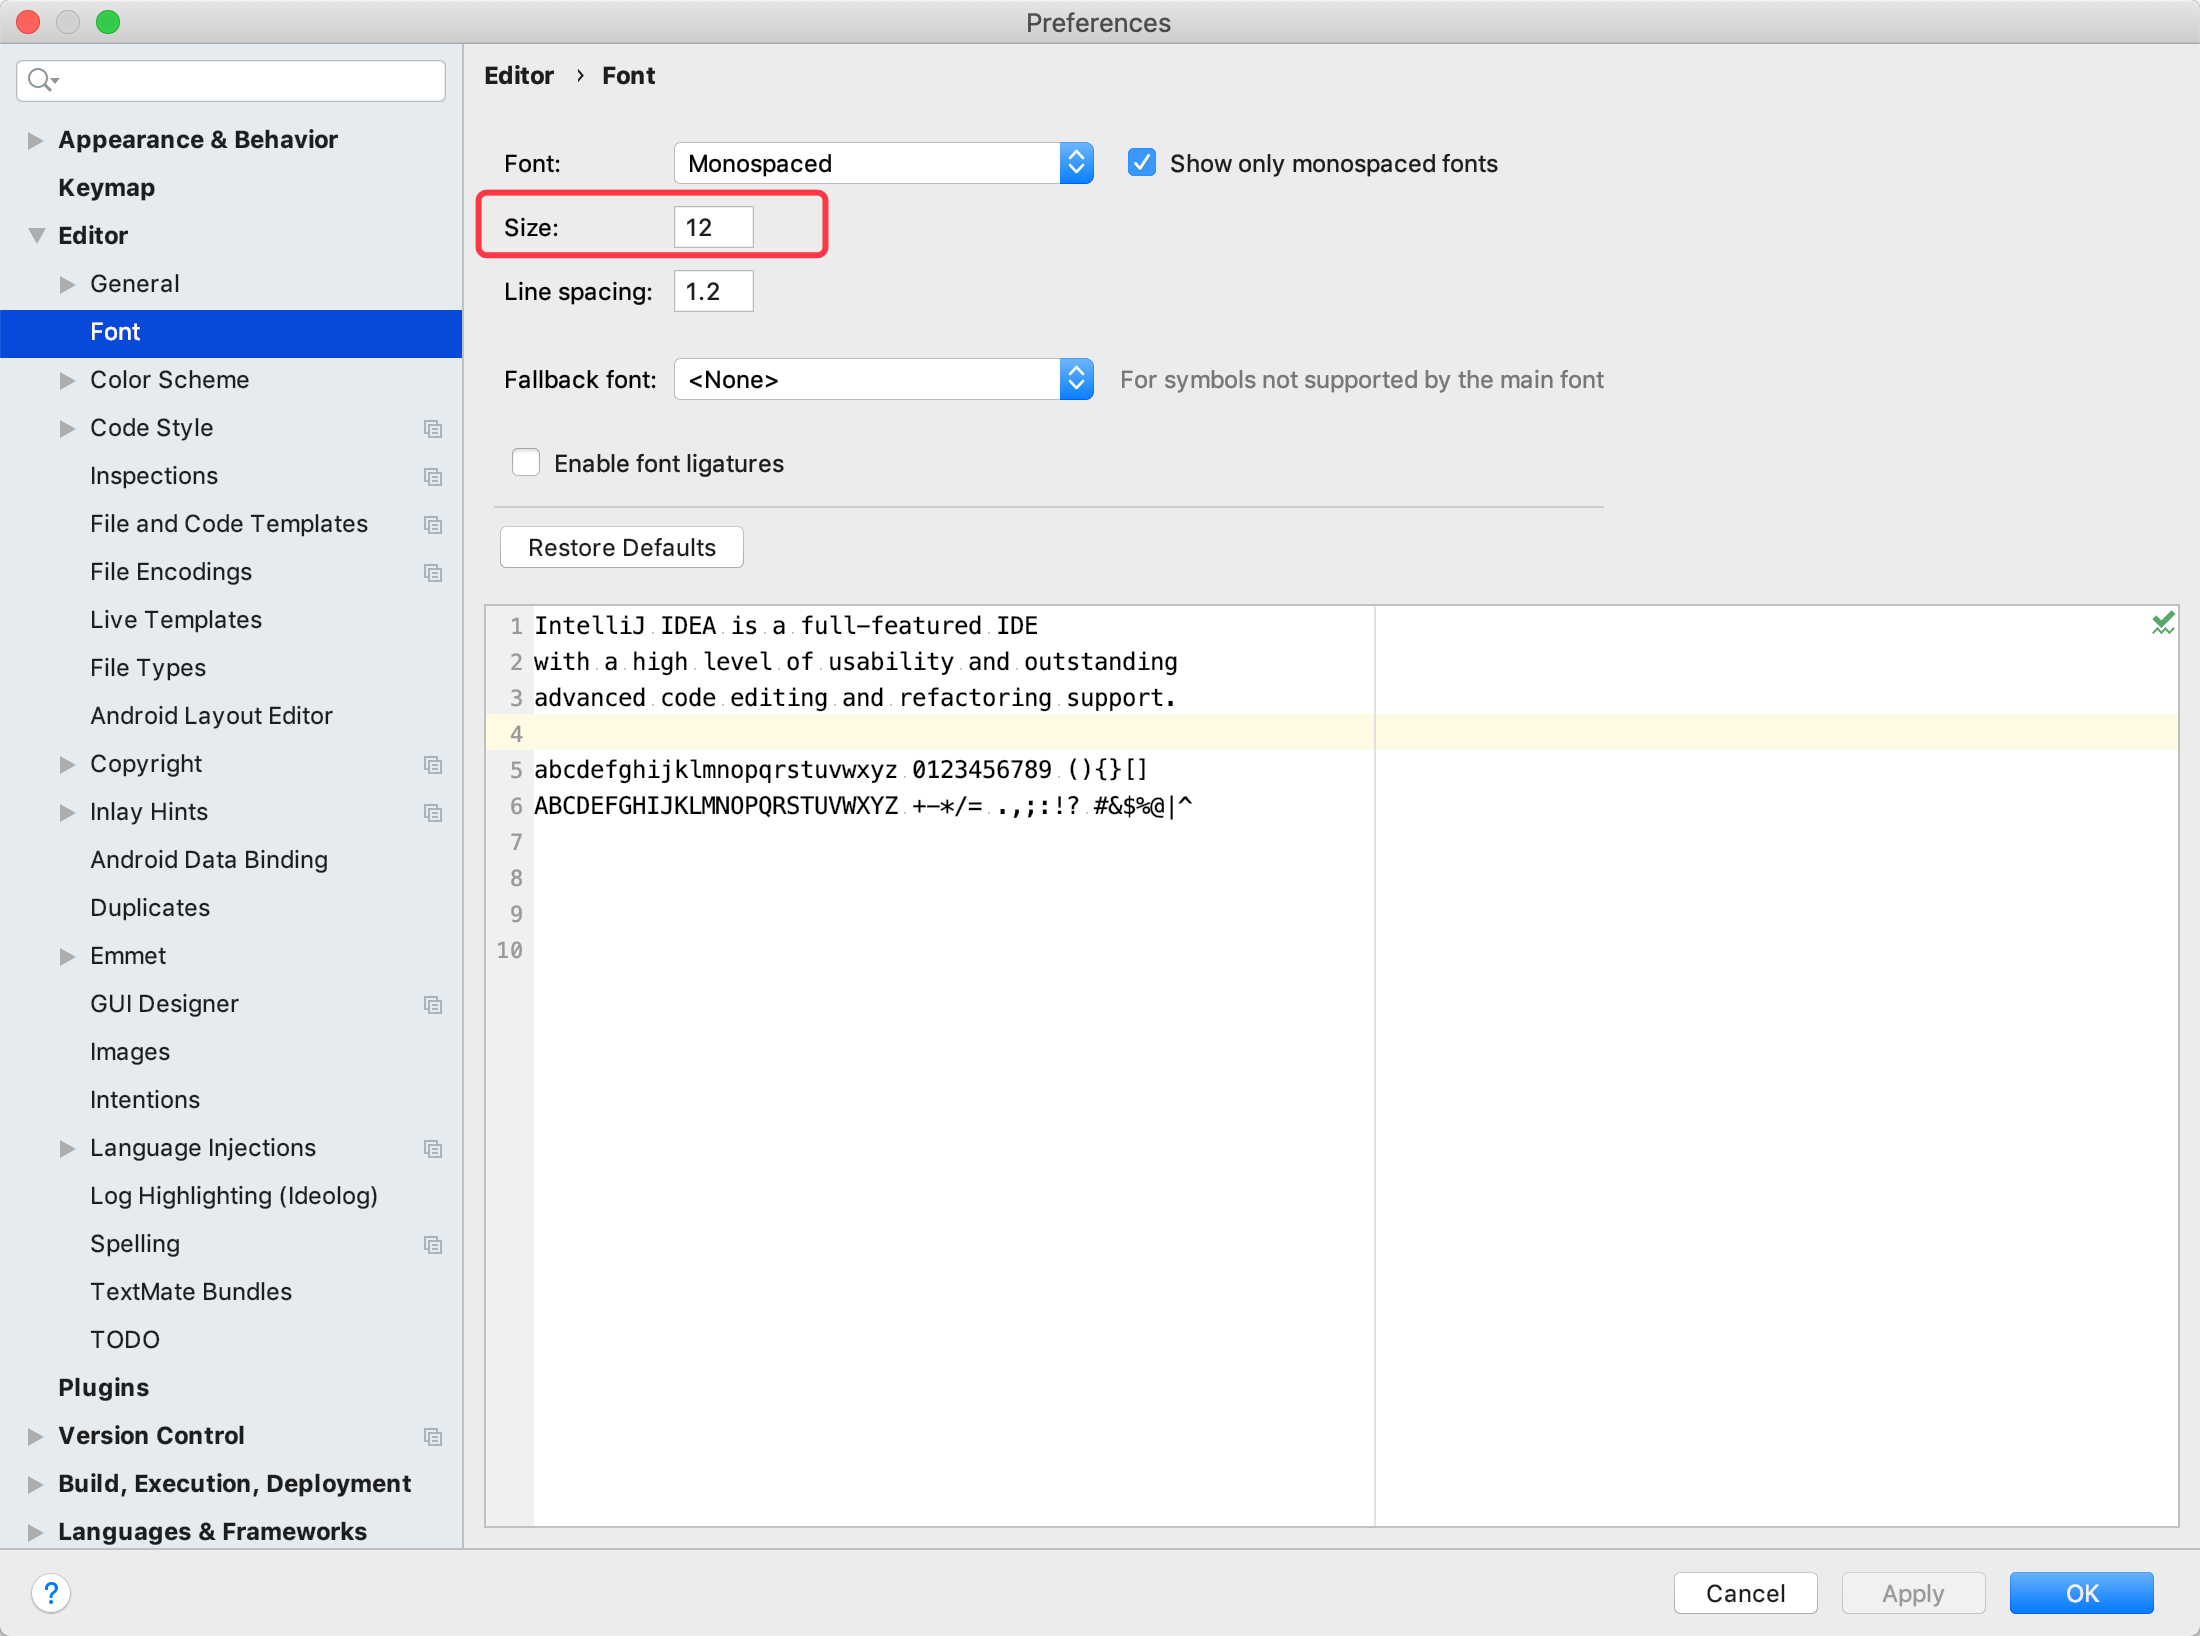 Preferences
Appearance & Behavior
Keymap
Editor
General
Font
Color Scheme
Code Style
Inspections
File and Code Templates
File Encodings
Live Templates
File Types
Android Layout Editor
Copyright
Inlay Hints
Android Data Binding
Duplicates
Emmet
GUI Designer
Images
Intentions
Language Injections
Log Highlighting (Ideolog)
Spelling
TextMate Bundles
TODO
Plugins
Version Control
Build, Execution, Deployment
Languages & Frameworks
Editor › Font
Font: Monospaced Show only monospaced fonts
Size: 12
Line spacing: 1.2
Fallback font: <None> For symbols not supported by the main font
Enable font ligatures
Restore Defaults
1 IntelliJ IDEA is a full-featured IDE
2 with a high level of usability and outstanding
3 advanced code editing and refactoring support.
4
5 abcdefghijklmnopqrstuvwxyz 0123456789 (){}[]
6 ABCDEFGHIJKLMNOPQRSTUVWXYZ +-*/= .,;:!? #&$%@|^
7
8
9
10
? Cancel Apply OK